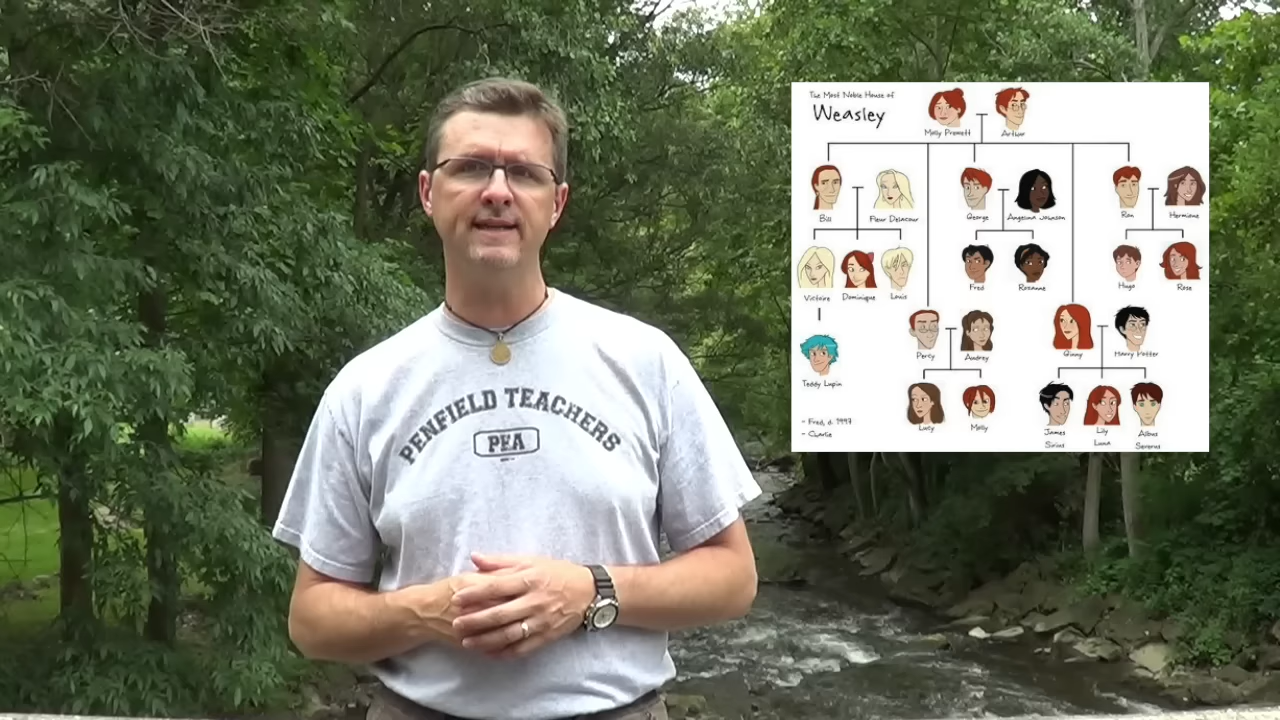 PENFIELD TEACHERS
PEA
The Most Noble House of
Weasley
Molly Prewett Arthur
Bill Fleur Delacour George Angelina Johnson Ron Hermione
Victoire Dominique Louis Fred Roxanne Hugo Rose
Percy Audrey Ginny Harry Potter
Teddy Lupin
Lucy Molly James Lily Albus
Sirius Luna Severus
- Fred, d. 1997
- Charlie